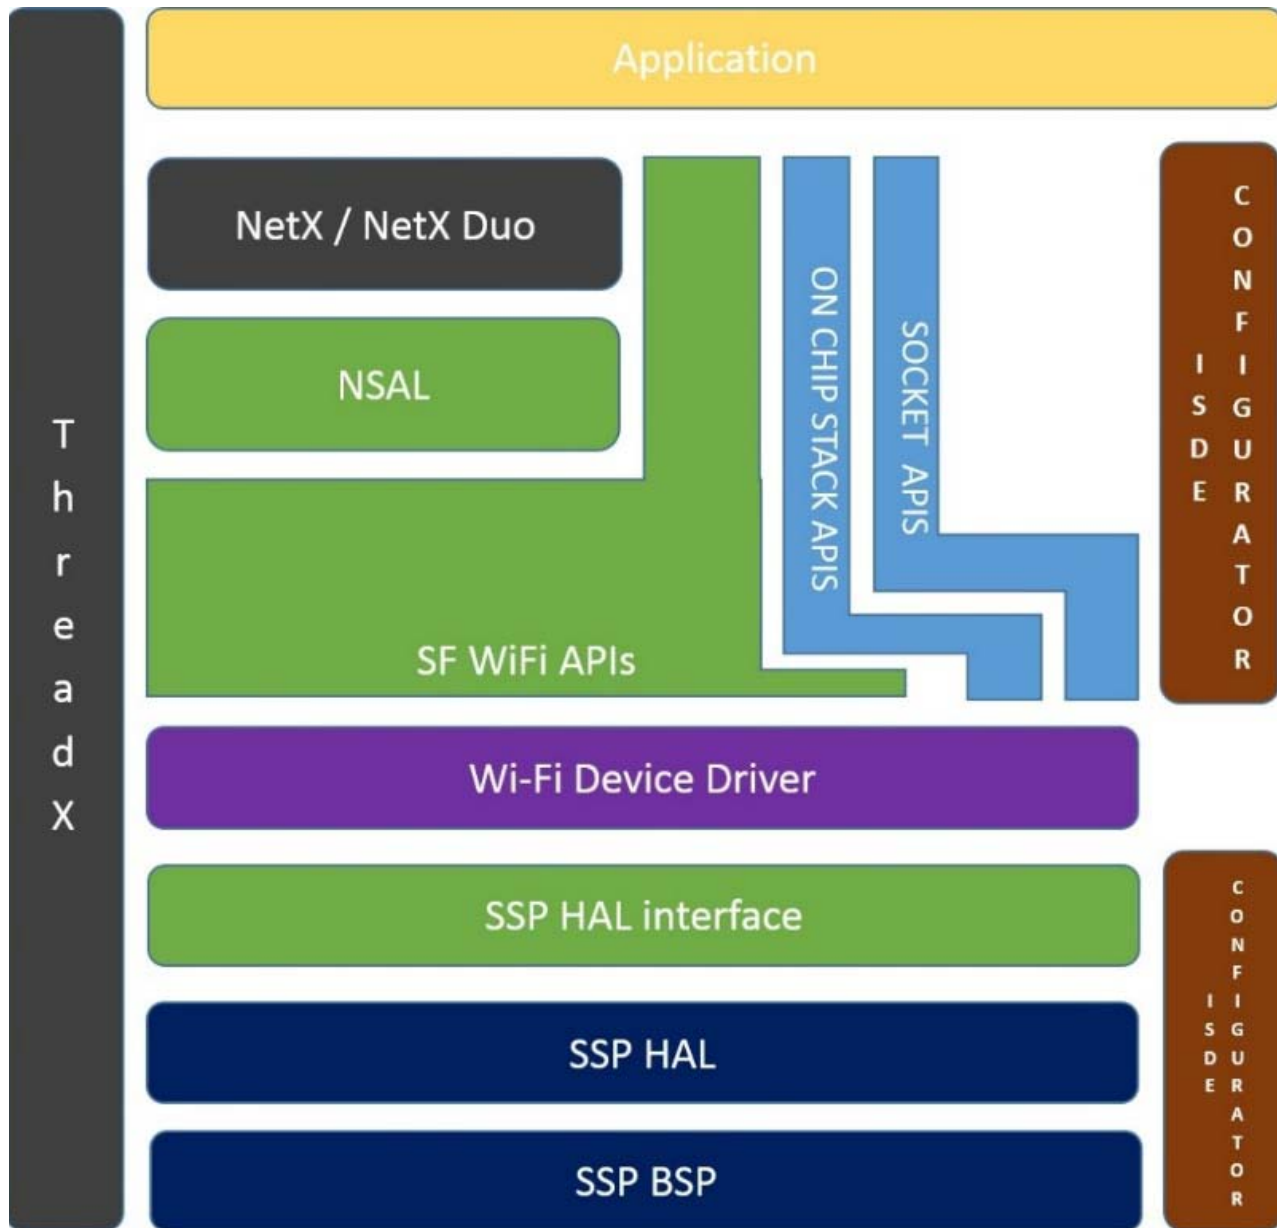 Application
ThreadX
NetX / NetX Duo
NSAL
SF WiFi APIs
ON CHIP STACK APIS
SOCKET APIS
ISDE
CONFIGURATOR
Wi-Fi Device Driver
SSP HAL interface
SSP HAL
SSP BSP
ISDE
CONFIGURATOR